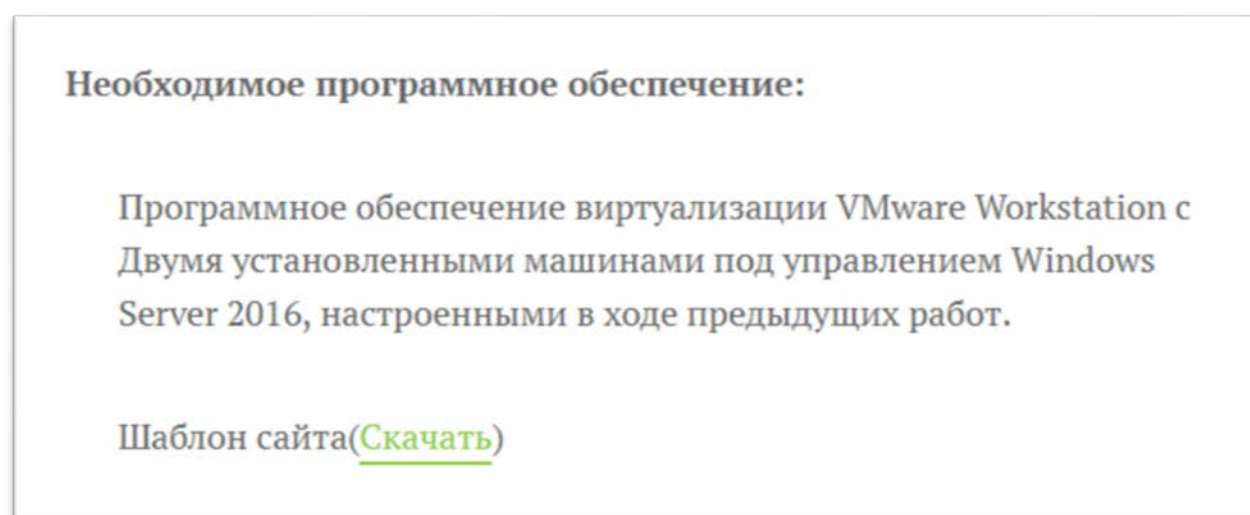 Необходимое программное обеспечение:
Программное обеспечение виртуализации VMware Workstation с
Двумя установленными машинами под управлением Windows
Server 2016, настроенными в ходе предыдущих работ.
Шаблон сайта(Скачать)